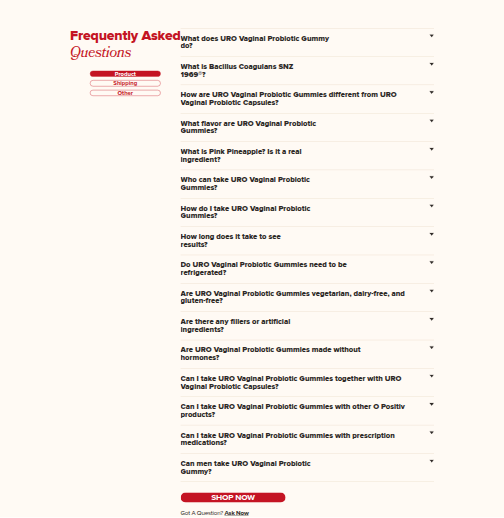 Frequently Asked
Questions
Product
Shipping
Other
What does URO Vaginal Probiotic Gummy
do?
What is Bacillus Coagulans SNZ
1969®?
How are URO Vaginal Probiotic Gummies different from URO
Vaginal Probiotic Capsules?
What flavor are URO Vaginal Probiotic
Gummies?
What is Pink Pineapple? Is it a real
ingredient?
Who can take URO Vaginal Probiotic
Gummies?
How do I take URO Vaginal Probiotic
Gummies?
How long does it take to see
results?
Do URO Vaginal Probiotic Gummies need to be
refrigerated?
Are URO Vaginal Probiotic Gummies vegetarian, dairy-free, and
gluten-free?
Are there any fillers or artificial
ingredients?
Are URO Vaginal Probiotic Gummies made without
hormones?
Can I take URO Vaginal Probiotic Gummies together with URO
Vaginal Probiotic Capsules?
Can I take URO Vaginal Probiotic Gummies with other O Positiv
products?
Can I take URO Vaginal Probiotic Gummies with prescription
medications?
Can men take URO Vaginal Probiotic
Gummy?
SHOP NOW
Got A Question? Ask Now